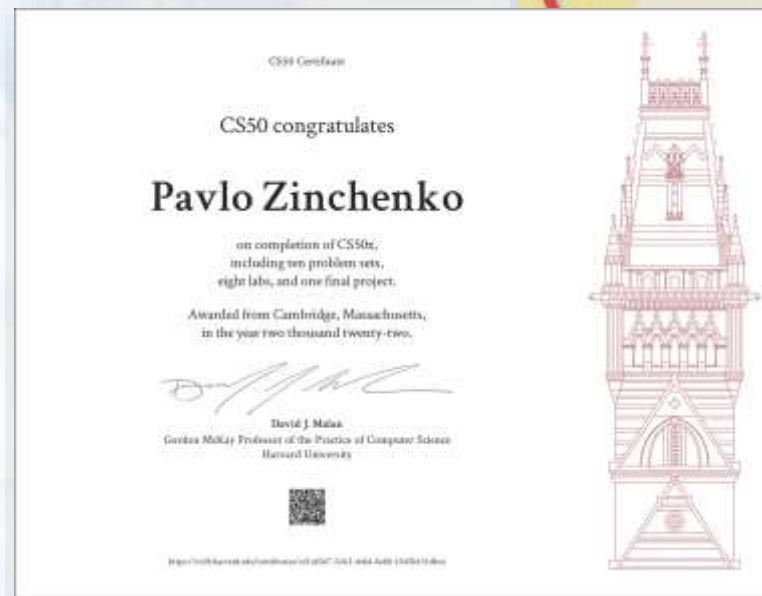 CS50 Certificate
CS50 congratulates
Pavlo Zinchenko
on completion of CS50x,
including ten problem sets,
eight labs, and one final project.
Awarded from Cambridge, Massachusetts,
in the year two thousand twenty-two.
David J. Malan
Gordon McKay Professor of the Practice of Computer Science
Harvard University